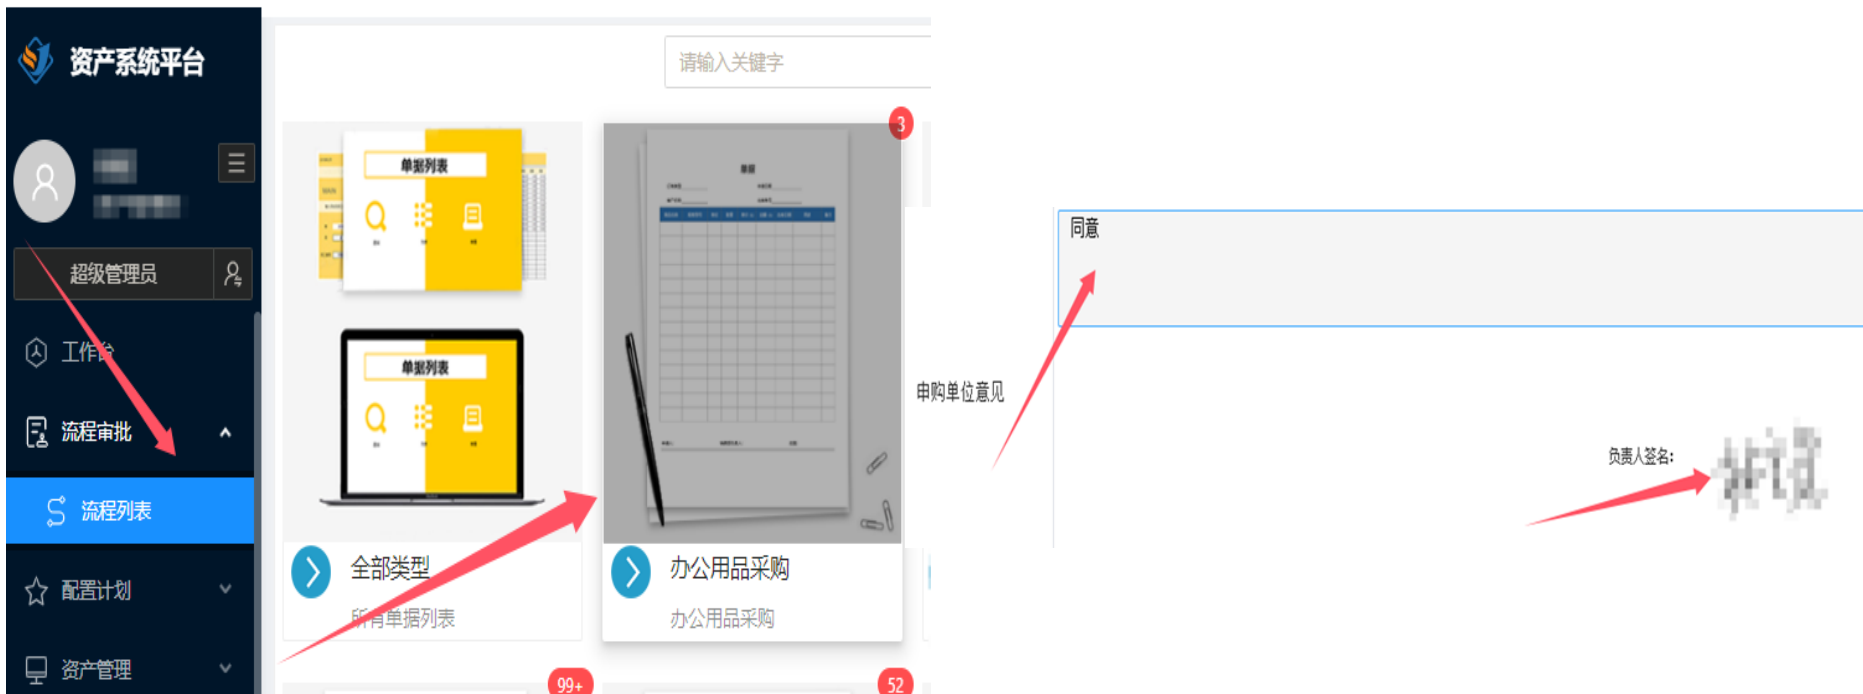 资产系统平台
超级管理员
工作台
流程审批
流程列表
配置计划
资产管理
请输入关键字
单据列表
单据列表
全部类型
所有单据列表
3
单据
办公用品采购
办公用品采购
99+
52
同意
申购单位意见
负责人签名：